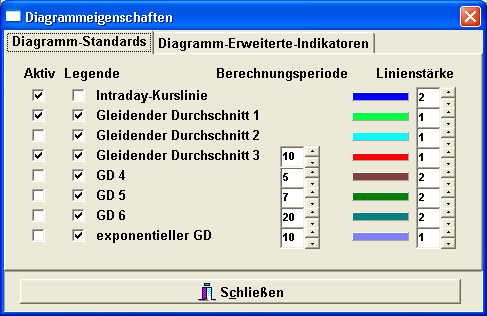 Diagrammeigenschaften
Diagramm-Standards Diagramm-Erweiterte-Indikatoren
Aktiv Legende Berechnungsperiode Linienstärke
Intraday-Kurslinie 2
Gleidender Durchschnitt 1 1
Gleidender Durchschnitt 2 1
Gleidender Durchschnitt 3 10 1
GD 4 5 2
GD 5 7 2
GD 6 20 2
exponentieller GD 10 1
Schließen